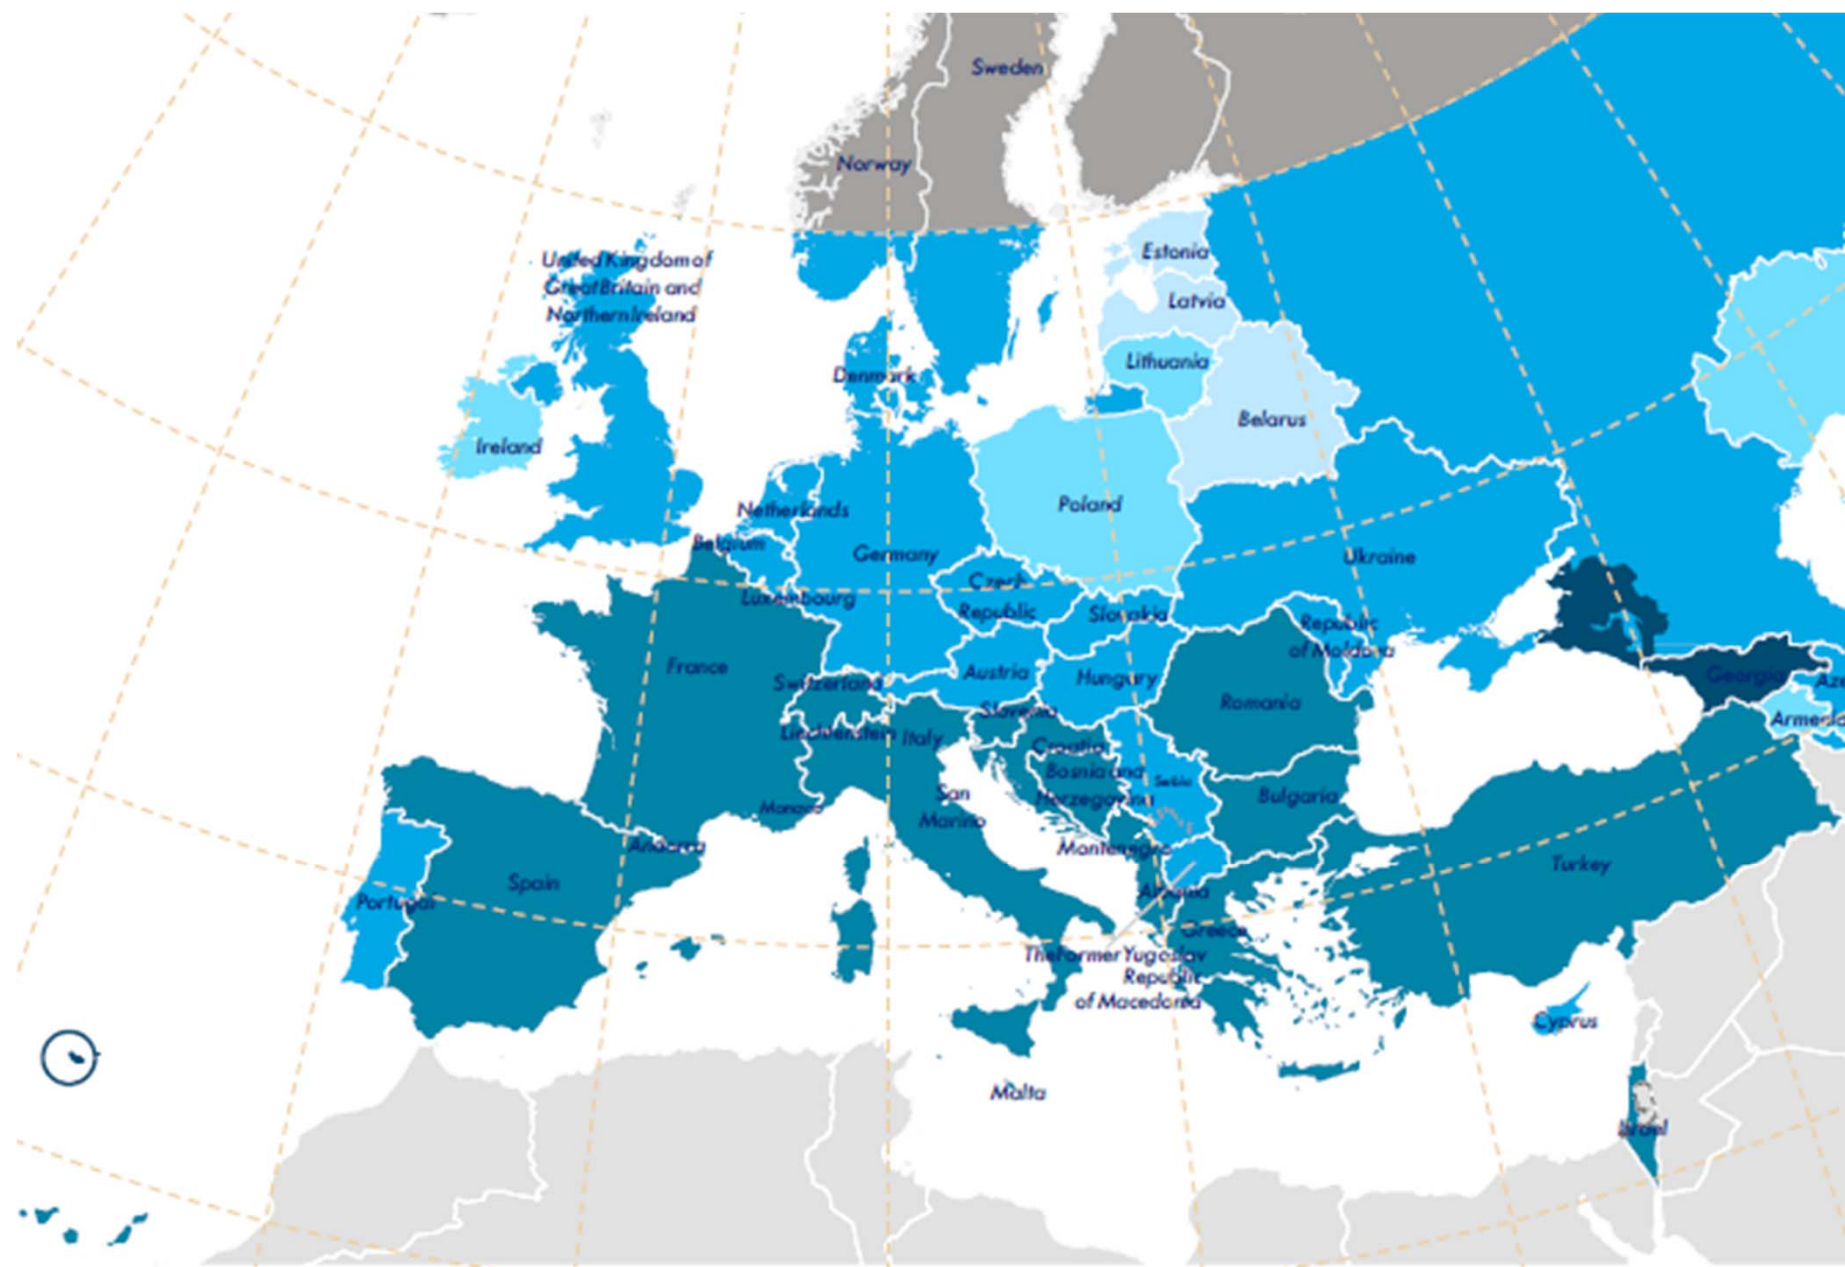 Sweden
Norway
United Kingdom of
Great Britain and
Northern Ireland
Estonia
Latvia
Lithuania
Denmark
Belarus
Ireland
Poland
Netherlands
Belgium
Germany
Ukraine
Czech
Republic
Luxembourg
Slovakia
Republic
of Moldova
France
Switzerland
Austria
Hungary
Georgia
Aze
Slovenia
Romania
Armenia
Liechtenstein
Italy
Croatia
Bosnia and
Herzegovina
Serbia
San
Marino
Monaco
Bulgaria
Andorra
Montenegro
Turkey
Spain
Portugal
Albania
Greece
The Former Yugoslav
Republic
of Macedonia
Cyprus
Malta
Israel